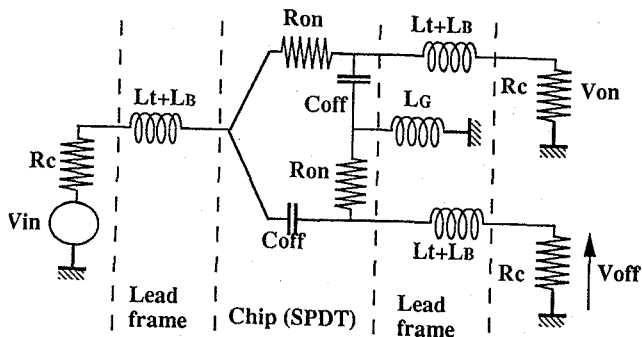 Ron
Lt+LB
Lt+LB
Coff
LG
Rc
Von
Rc
Ron
Vin
Coff
Lt+LB
Rc
Voff
Lead
frame
Chip (SPDT)
Lead
frame